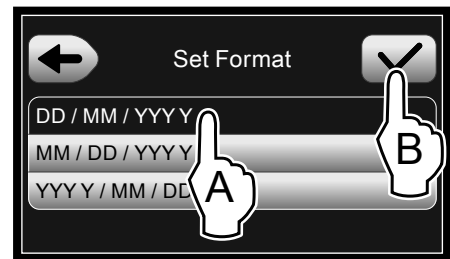 Set Format
DD / MM / YYY Y
MM / DD / YYY Y
YYY Y / MM / DD
A
B